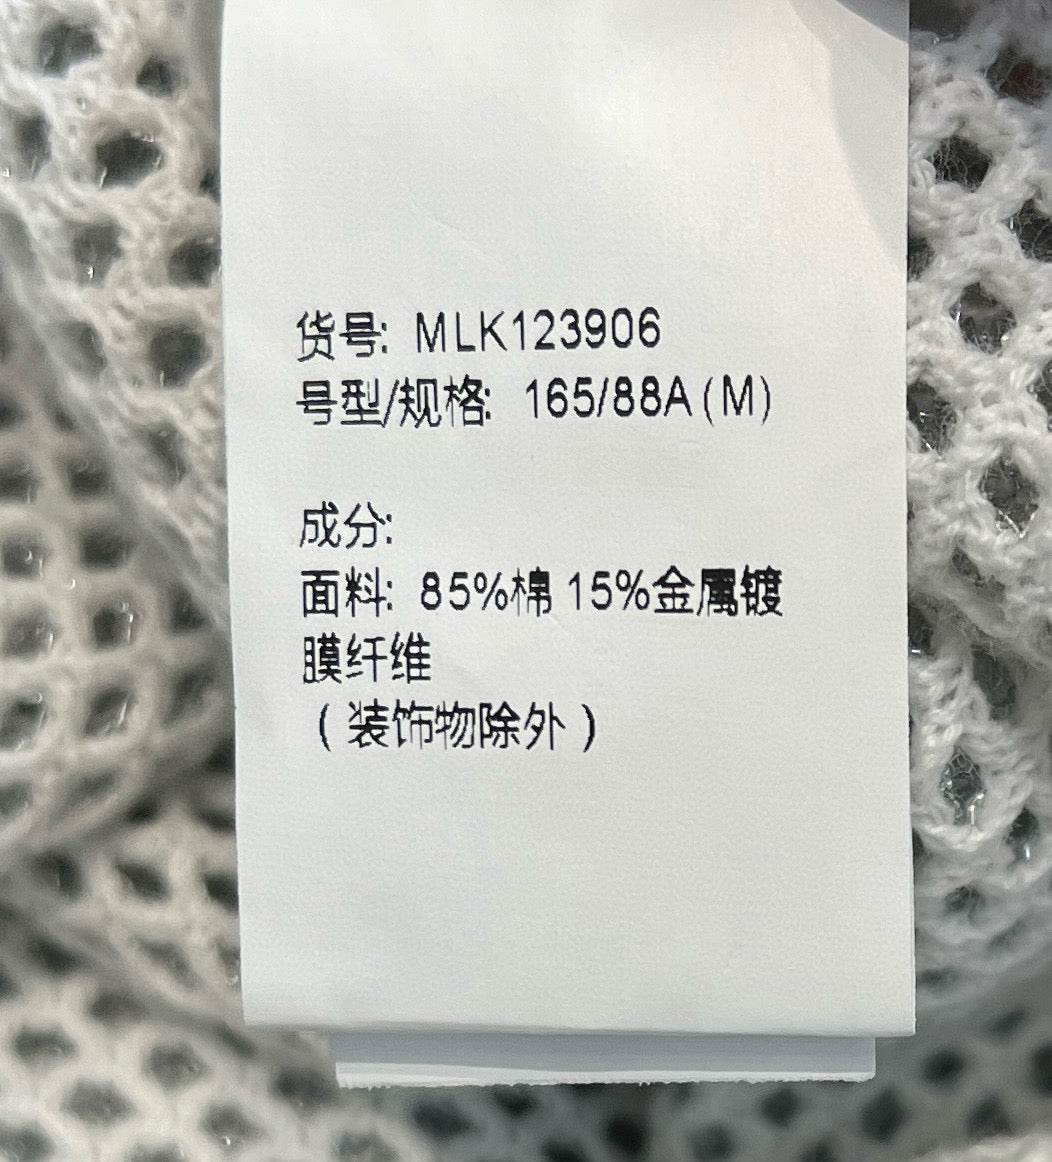 货号: MLK123906
号型/规格: 165/88A(M)
成分:
面料: 85%棉 15%金属镀
膜纤维
(装饰物除外)